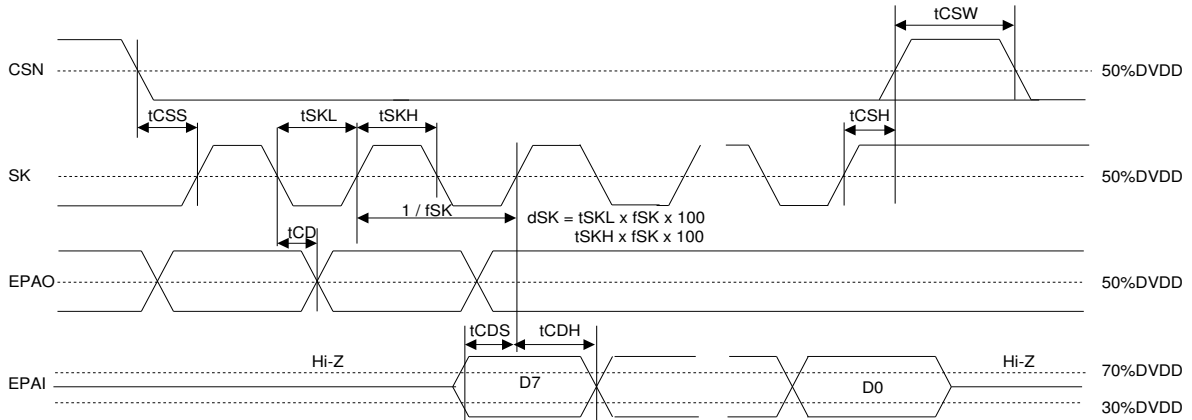 tCSW
CSN
50%DVDD
tCSS
tSKL
tSKH
tCSH
SK
50%DVDD
1 / fSK
dSK = tSKL x fSK x 100
tSKH x fSK x 100
tCD
EPAO
50%DVDD
tCDS
tCDH
Hi-Z
Hi-Z
70%DVDD
EPAI
D7
D0
30%DVDD